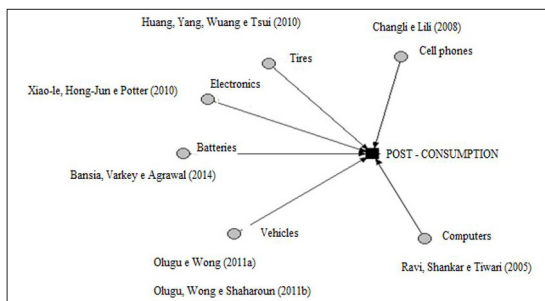 Huang, Yang, Wuang e Tsui (2010)
Changli e Lili (2008)
Tires
Cell phones
Electronics
Xiao-le, Hong-Jun e Potter (2010)
Batteries
POST - CONSUMPTION
Bansia, Varkey e Agrawal (2014)
Vehicles
Computers
Olugu e Wong (2011a)
Ravi, Shankar e Tiwari (2005)
Olugu, Wong e Shaharoun (2011b)